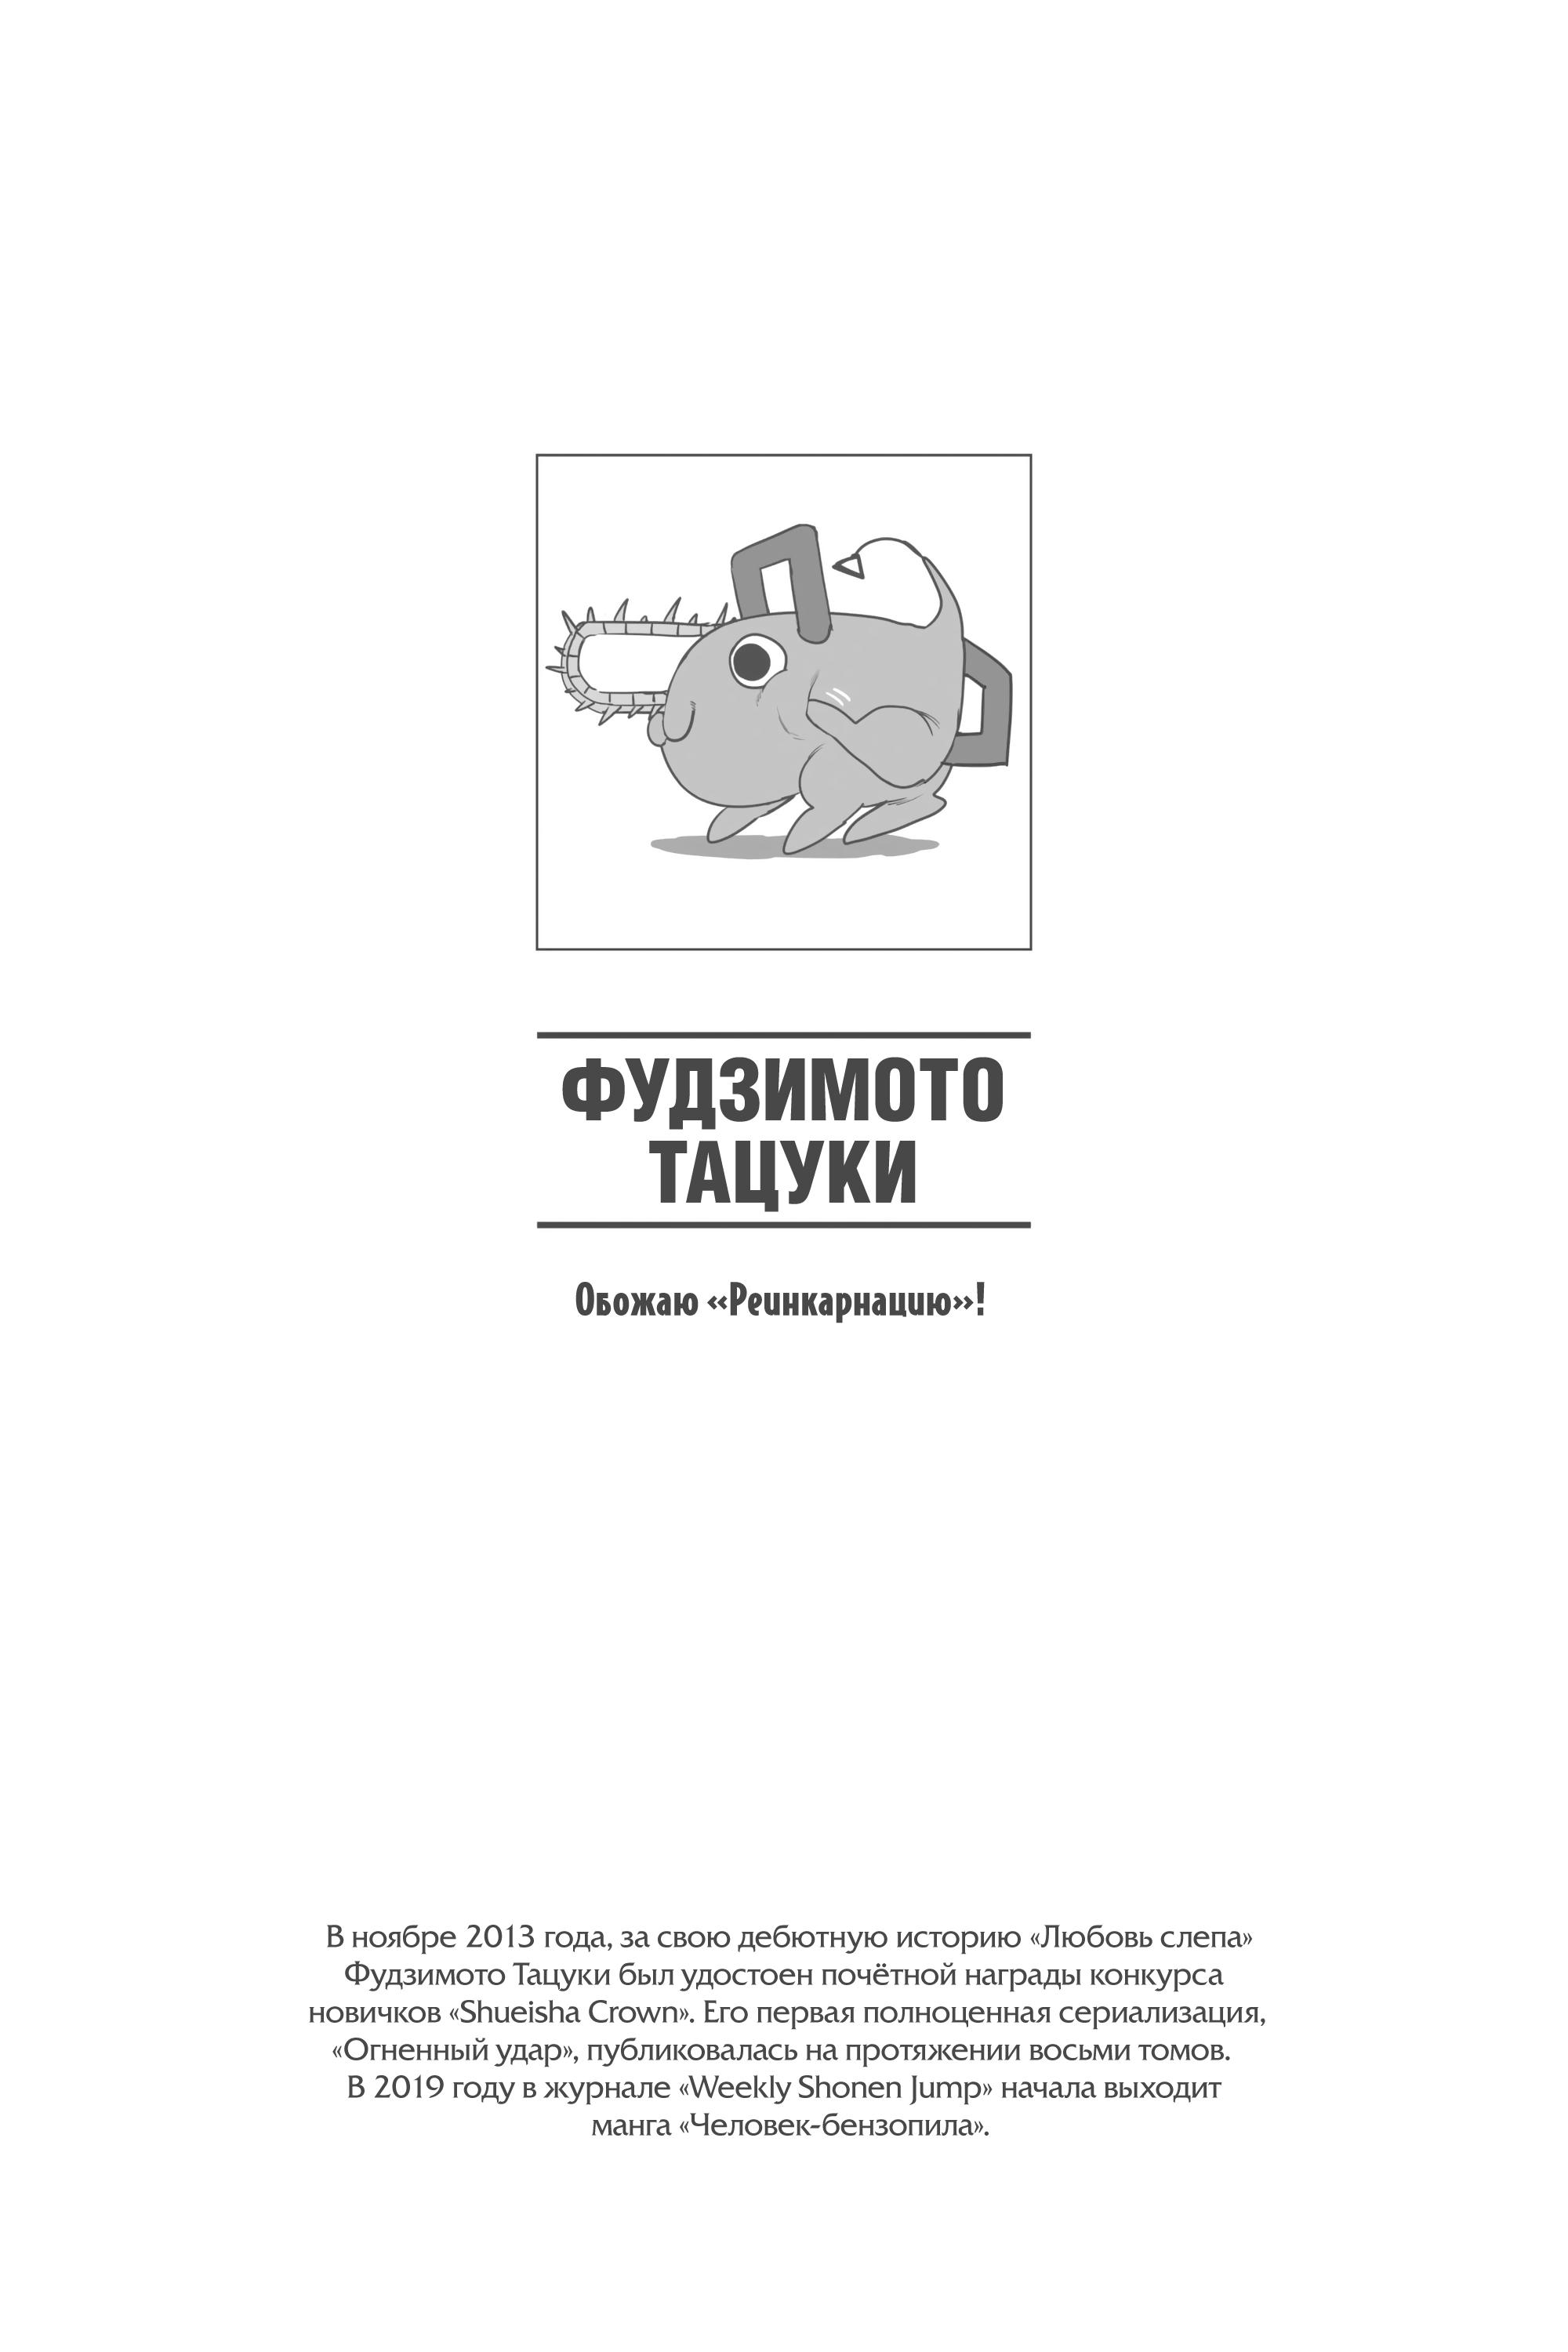 ФУДЗИМОТО
ТАЦУКИ
Обожаю «Реинкарнацию»!
В ноябре 2013 года, за свою дебютную историю «Любовь слепа»
Фудзимото Тацуки был удостоен почётной награды конкурса
новичков «Shueisha Crown». Его первая полноценная сериализация,
«Огненный удар», публиковалась на протяжении восьми томов.
В 2019 году в журнале «Weekly Shonen Jump» начала выходит
манга «Человек-бензопила».